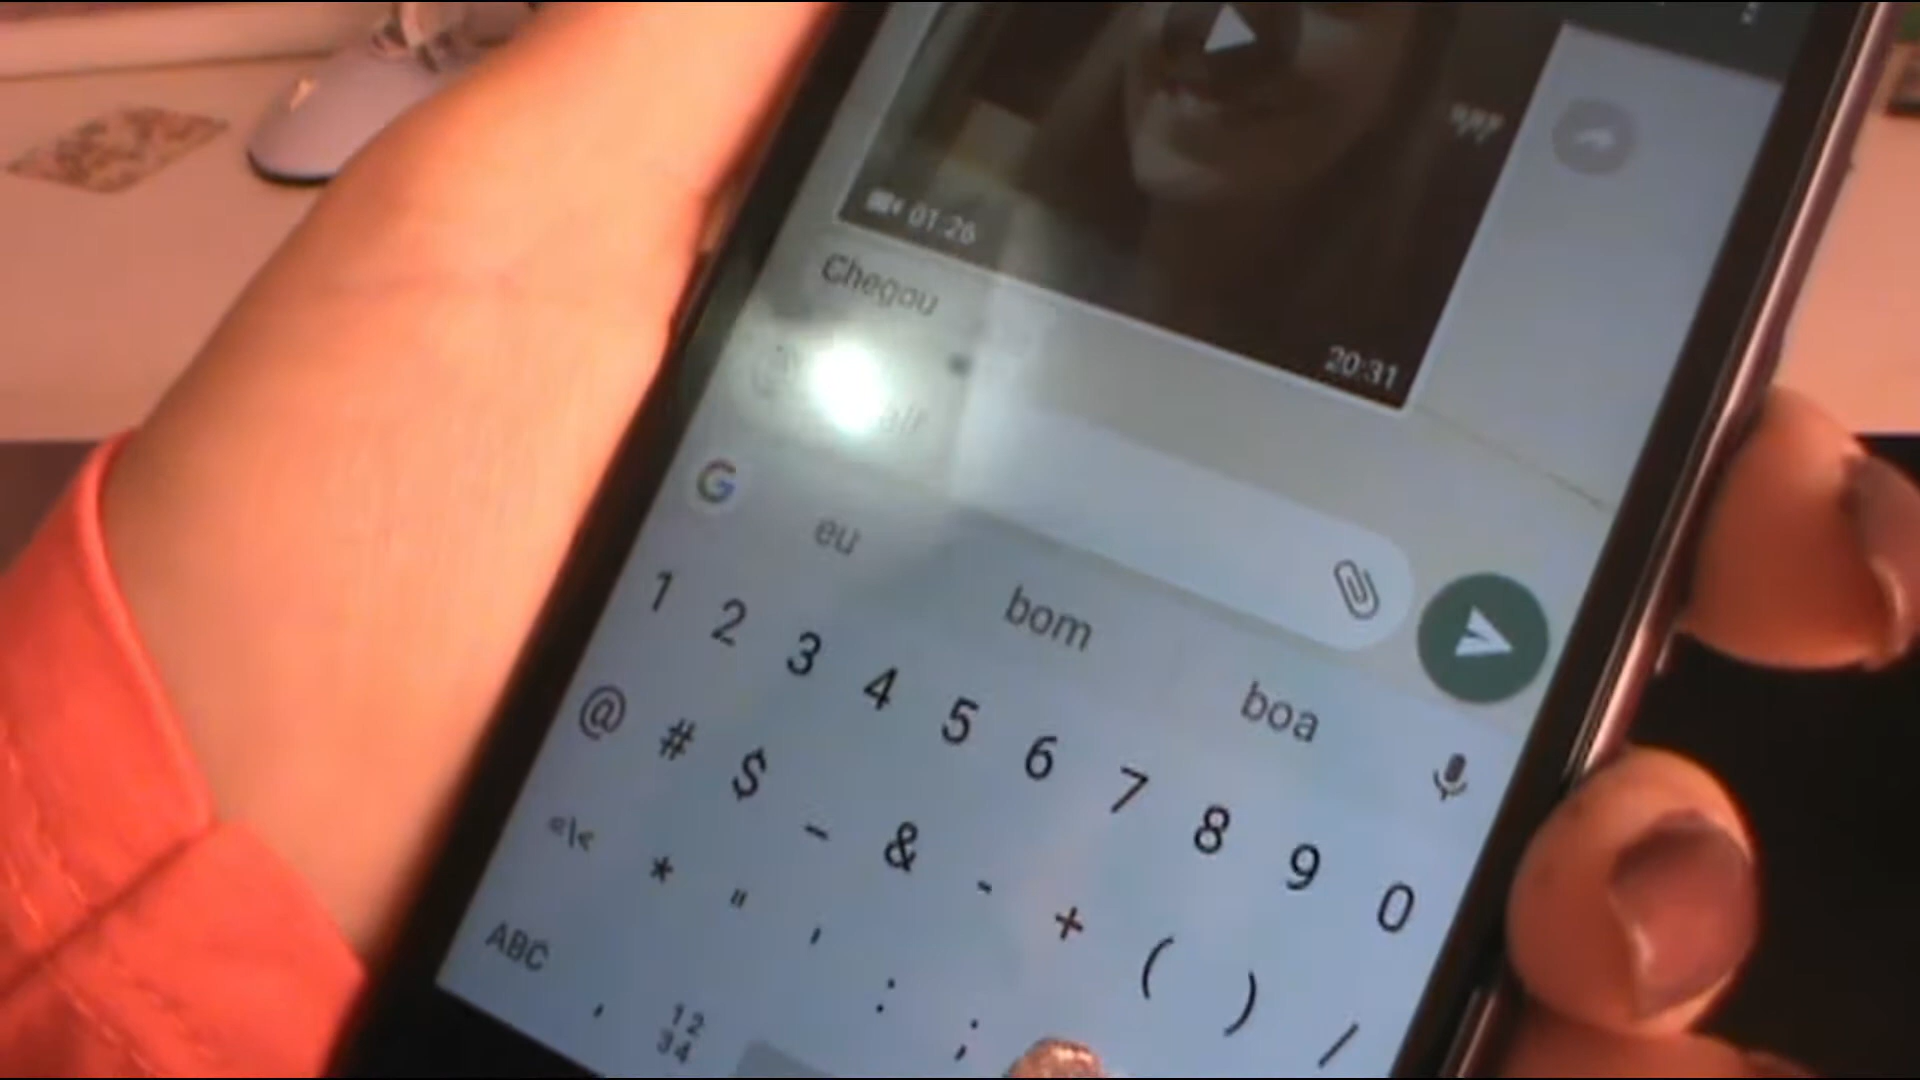 01:26
Chegou
20:31
G
eu bom boa
1 2 3 4 5 6 7 8 9 0
@ # $ - & - + ( ) /
=\< * " ' : ;
ABC , 12
34